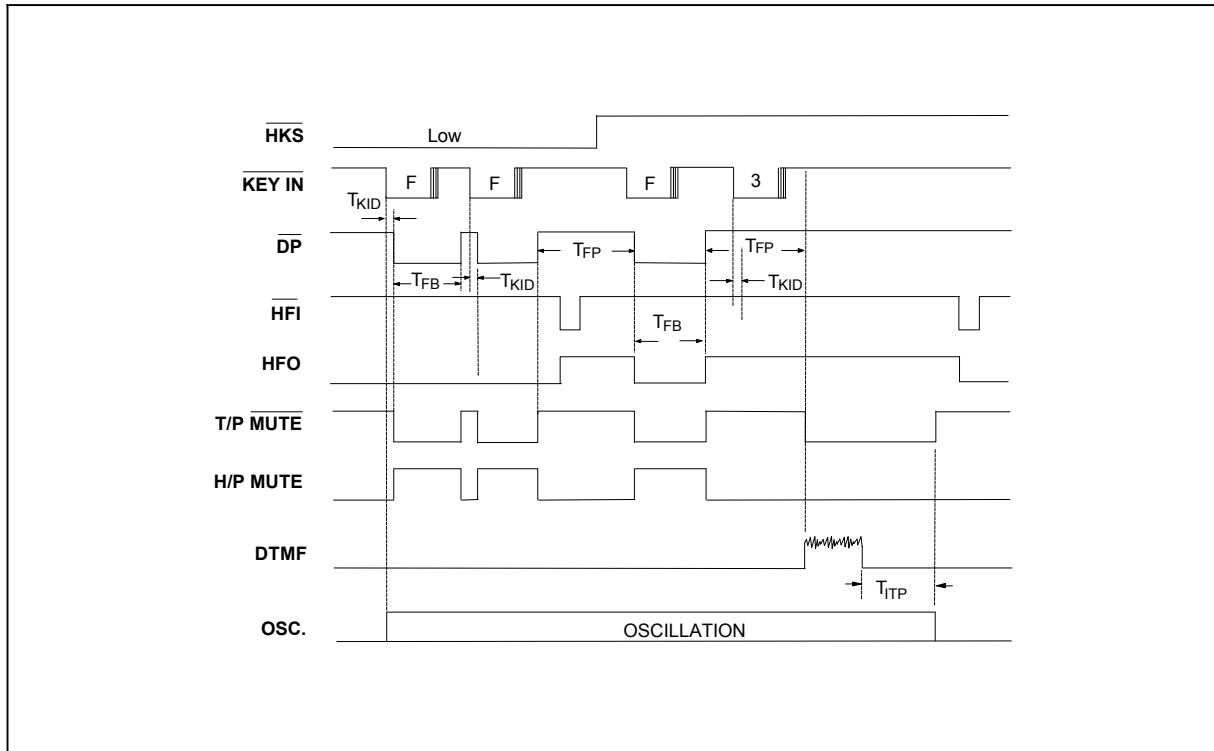 HKS Low
KEY IN F F F 3
TKID
DP TFP TFP
TFB TKID TKID
HFI
TFB
HFO
T/P MUTE
H/P MUTE
DTMF
TITP
OSC. OSCILLATION